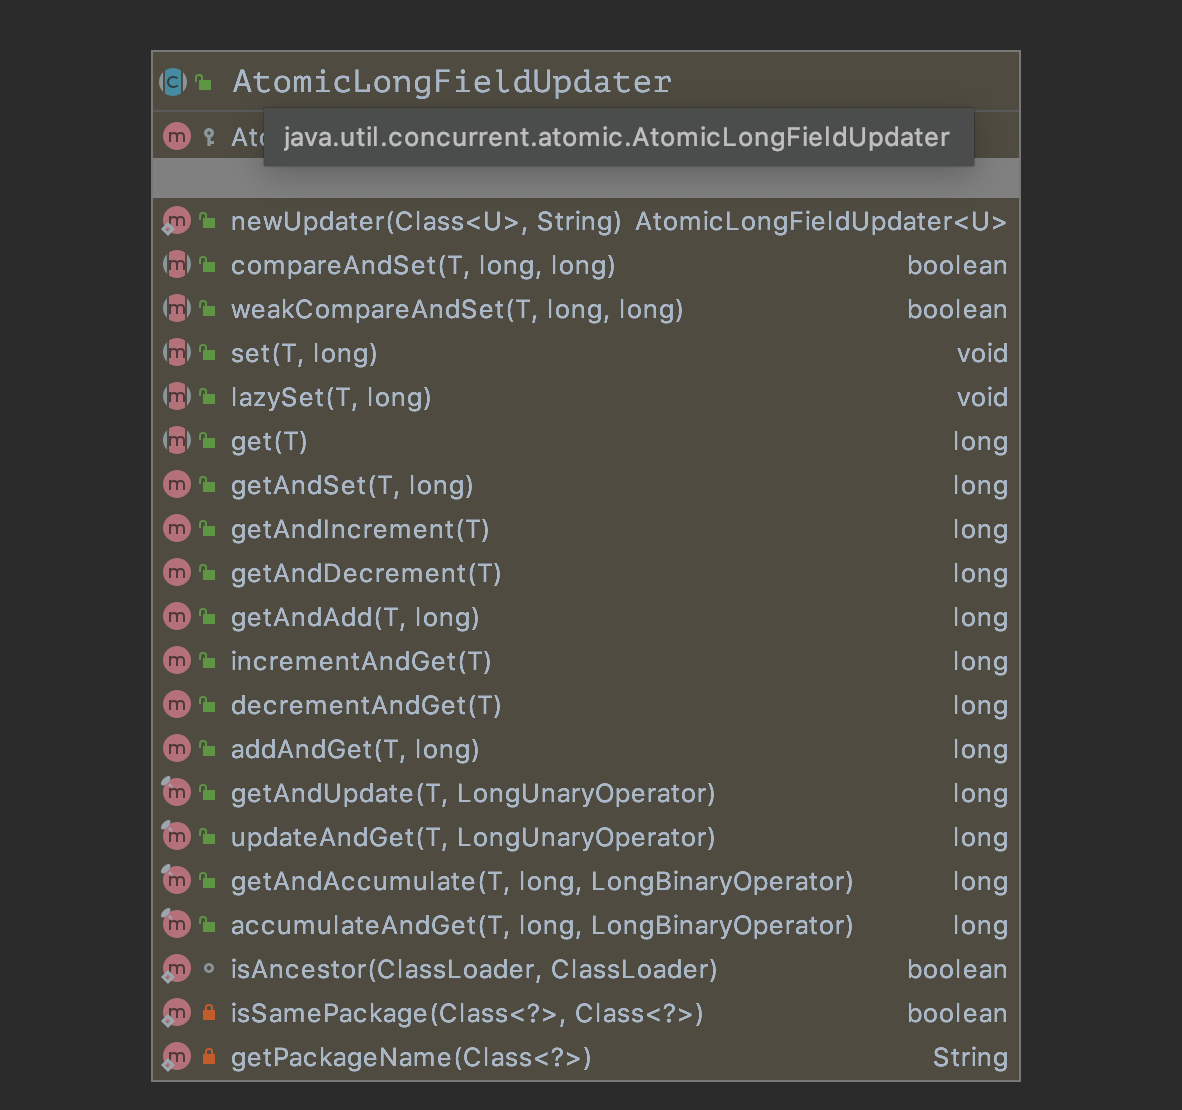 AtomicLongFieldUpdater
java.util.concurrent.atomic.AtomicLongFieldUpdater
newUpdater(Class<U>, String) AtomicLongFieldUpdater<U>
compareAndSet(T, long, long) boolean
weakCompareAndSet(T, long, long) boolean
set(T, long) void
lazySet(T, long) void
get(T) long
getAndSet(T, long) long
getAndIncrement(T) long
getAndDecrement(T) long
getAndAdd(T, long) long
incrementAndGet(T) long
decrementAndGet(T) long
addAndGet(T, long) long
getAndUpdate(T, LongUnaryOperator) long
updateAndGet(T, LongUnaryOperator) long
getAndAccumulate(T, long, LongBinaryOperator) long
accumulateAndGet(T, long, LongBinaryOperator) long
isAncestor(ClassLoader, ClassLoader) boolean
isSamePackage(Class<?>, Class<?>) boolean
getPackageName(Class<?>) String